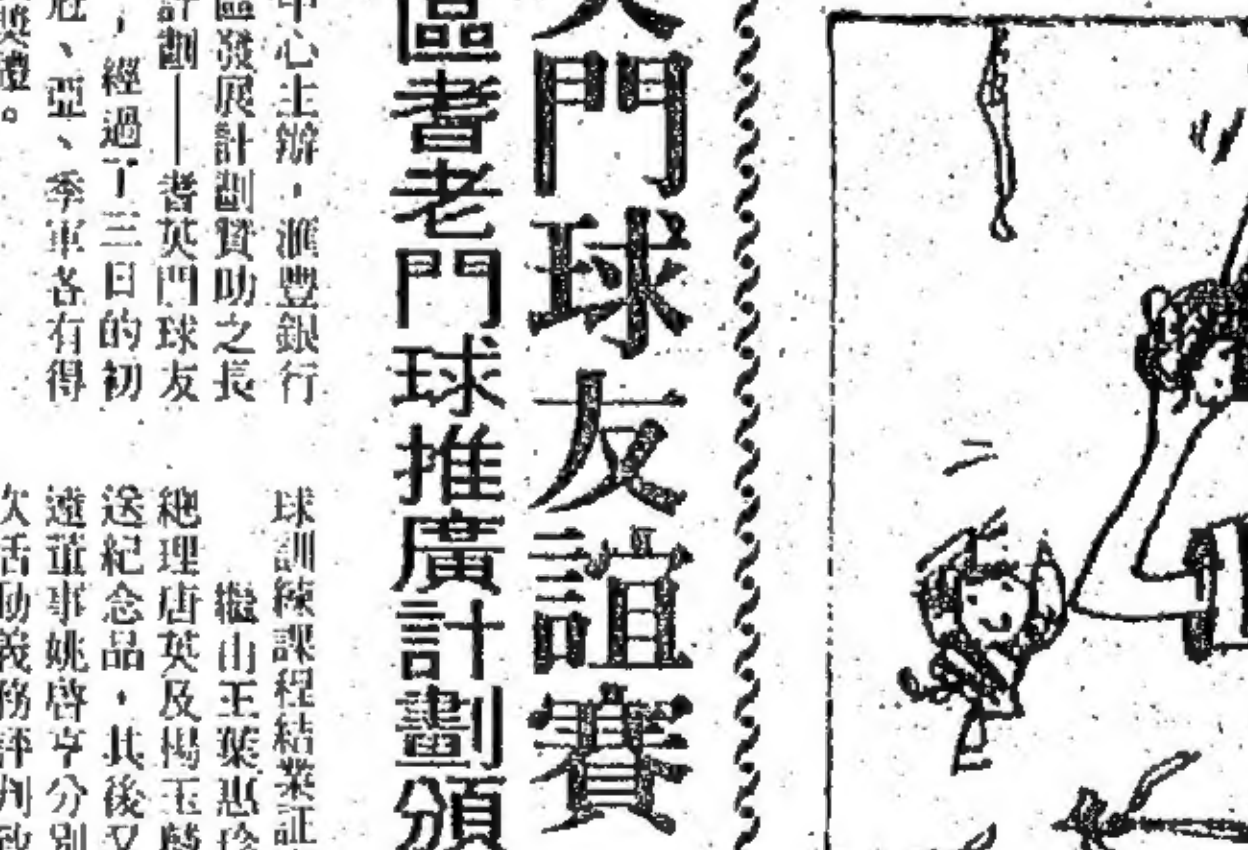 門球友誼賽
區耆老門球推廣計劃頒
中心主辦，滙豐銀行
區發展計劃贊助之長
計劃——耆英門球友
，經過了三日的初
冠、亞、季軍各有得
獎禮。
球訓練課程結業証
繼由王葉惠珍
總理唐英及楊玉麟
送紀念品，其後又
遠董事姚啓亨分別
次活動義務評判致